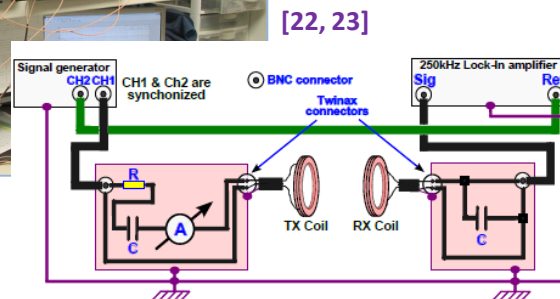 [22, 23]
Signal generator
CH2 CH1
CH1 & Ch2 are
synchonized
BNC connector
Twinax
connectors
250kHz Lock-In amplifier
Sig
R
C
A
TX Coil
RX Coil
C